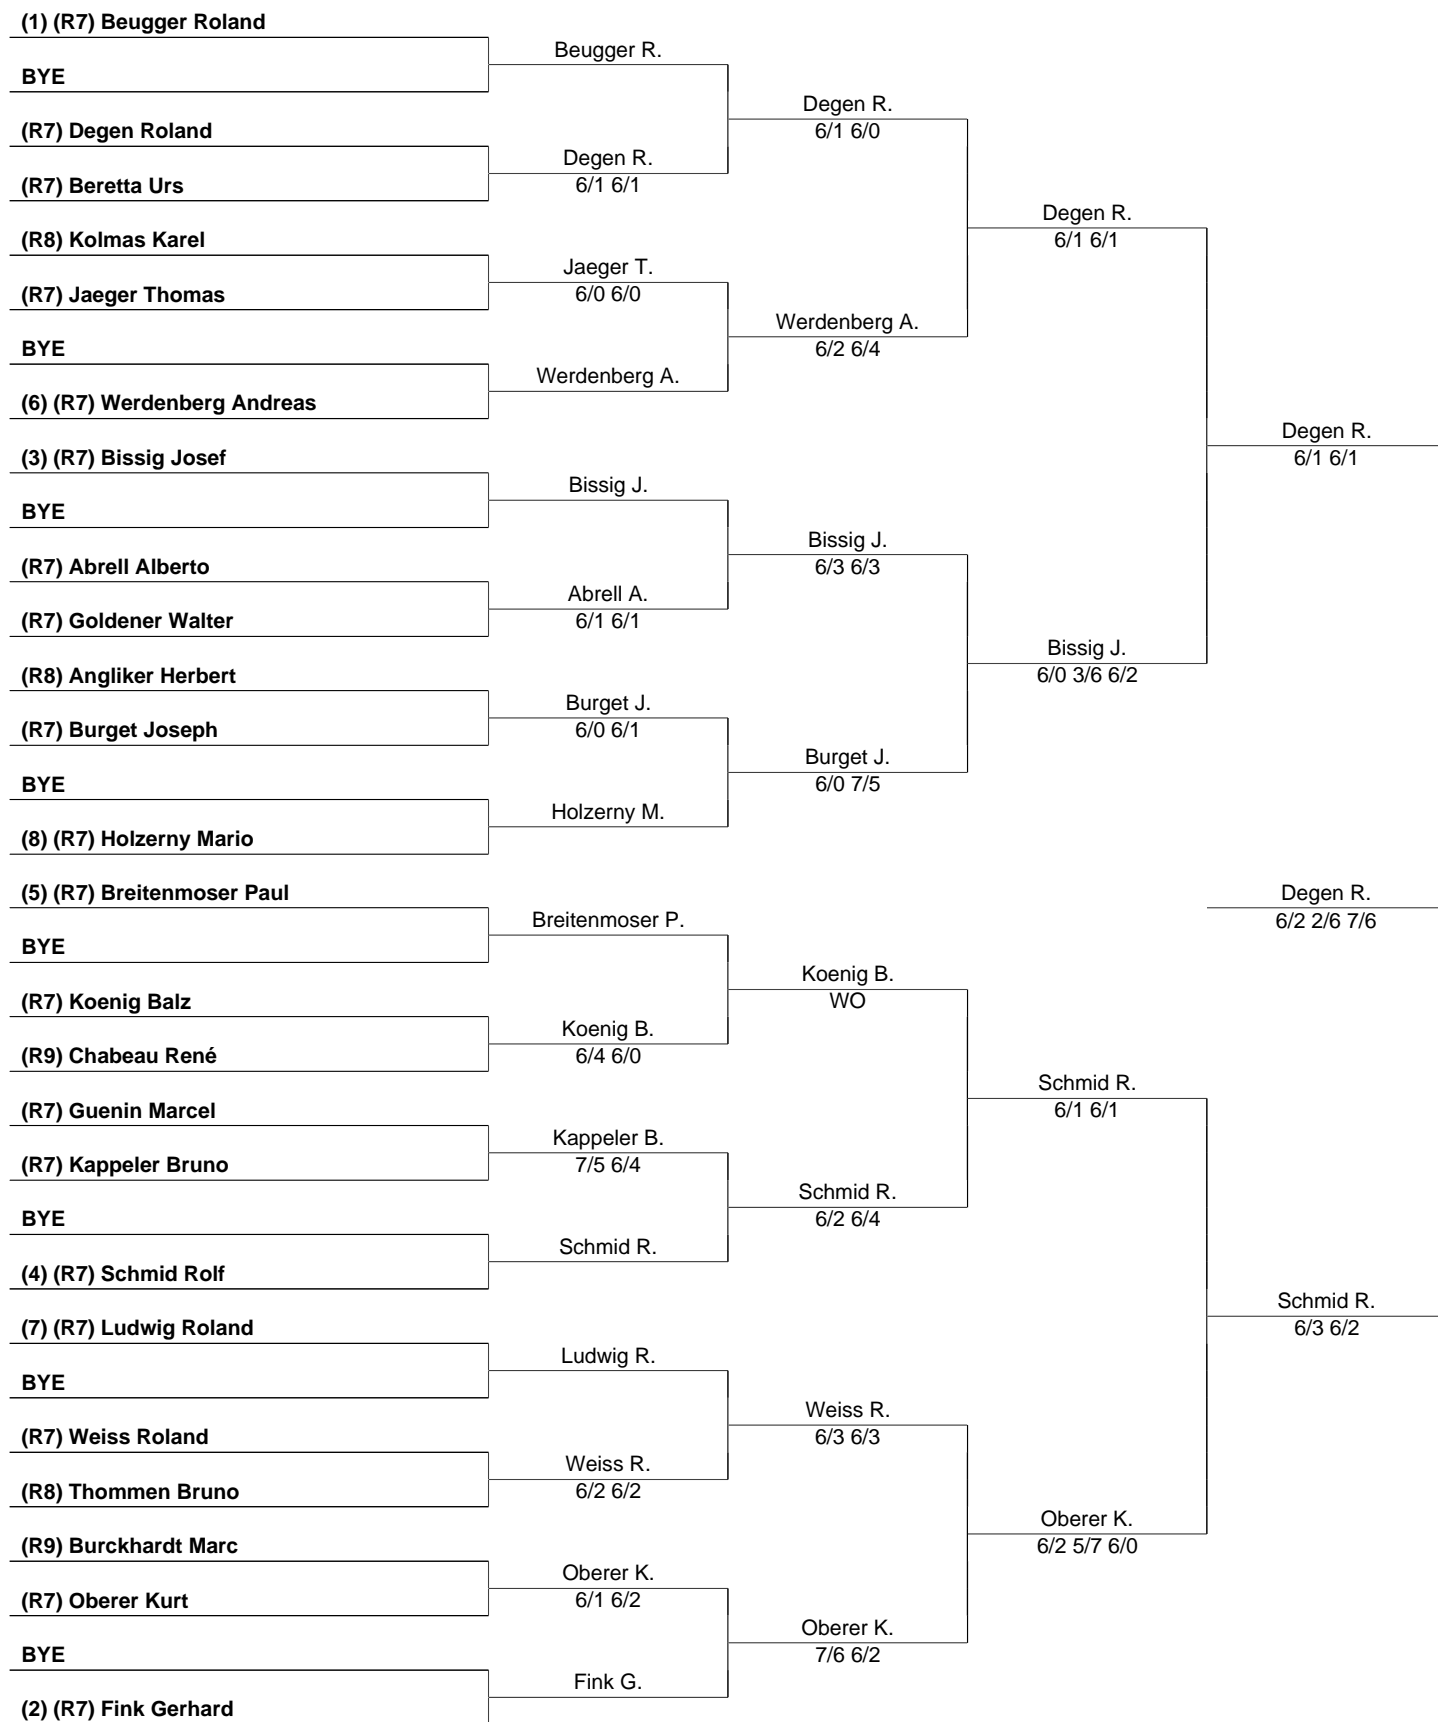 (1) (R7) Beugger Roland
Beugger R.
BYE
Degen R.
6/1 6/0
(R7) Degen Roland
Degen R.
6/1 6/1
(R7) Beretta Urs
Degen R.
6/1 6/1
(R8) Kolmas Karel
Jaeger T.
6/0 6/0
(R7) Jaeger Thomas
Werdenberg A.
6/2 6/4
BYE
Werdenberg A.
(6) (R7) Werdenberg Andreas
Degen R.
6/1 6/1
(3) (R7) Bissig Josef
Bissig J.
BYE
Bissig J.
6/3 6/3
(R7) Abrell Alberto
Abrell A.
6/1 6/1
(R7) Goldener Walter
Bissig J.
6/0 3/6 6/2
(R8) Angliker Herbert
Burget J.
6/0 6/1
(R7) Burget Joseph
Burget J.
6/0 7/5
BYE
Holzerny M.
(8) (R7) Holzerny Mario
(5) (R7) Breitenmoser Paul
Degen R.
6/2 2/6 7/6
Breitenmoser P.
BYE
Koenig B.
WO
(R7) Koenig Balz
Koenig B.
6/4 6/0
(R9) Chabeau René
Schmid R.
6/1 6/1
(R7) Guenin Marcel
Kappeler B.
7/5 6/4
(R7) Kappeler Bruno
Schmid R.
6/2 6/4
BYE
Schmid R.
(4) (R7) Schmid Rolf
Schmid R.
6/3 6/2
(7) (R7) Ludwig Roland
Ludwig R.
BYE
Weiss R.
6/3 6/3
(R7) Weiss Roland
Weiss R.
6/2 6/2
(R8) Thommen Bruno
Oberer K.
6/2 5/7 6/0
(R9) Burckhardt Marc
Oberer K.
6/1 6/2
(R7) Oberer Kurt
Oberer K.
7/6 6/2
BYE
Fink G.
(2) (R7) Fink Gerhard